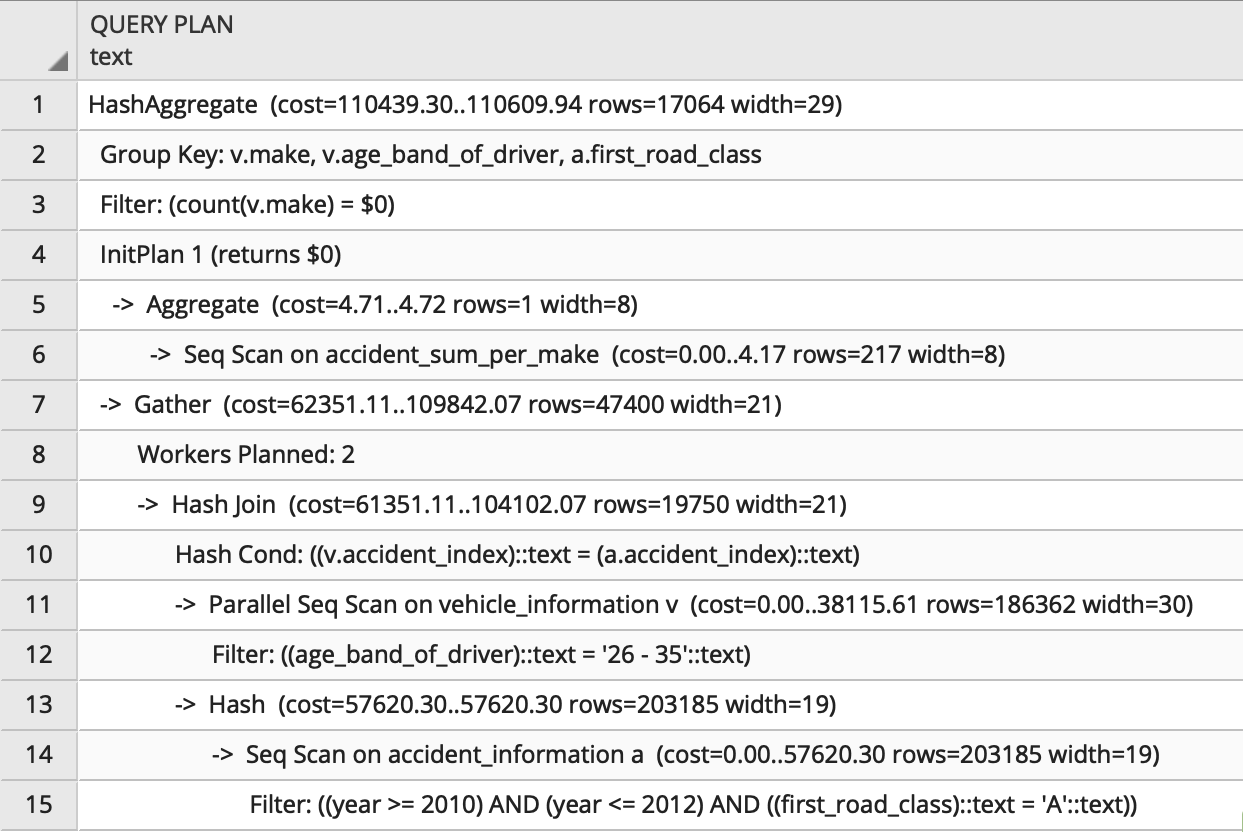 QUERY PLAN
text
1 HashAggregate (cost=110439.30..110609.94 rows=17064 width=29)
2 Group Key: v.make, v.age_band_of_driver, a.first_road_class
3 Filter: (count(v.make) = $0)
4 InitPlan 1 (returns $0)
5 -> Aggregate (cost=4.71..4.72 rows=1 width=8)
6 -> Seq Scan on accident_sum_per_make (cost=0.00..4.17 rows=217 width=8)
7 -> Gather (cost=62351.11..109842.07 rows=47400 width=21)
8 Workers Planned: 2
9 -> Hash Join (cost=61351.11..104102.07 rows=19750 width=21)
10 Hash Cond: ((v.accident_index)::text = (a.accident_index)::text)
11 -> Parallel Seq Scan on vehicle_information v (cost=0.00..38115.61 rows=186362 width=30)
12 Filter: ((age_band_of_driver)::text = '26 - 35'::text)
13 -> Hash (cost=57620.30..57620.30 rows=203185 width=19)
14 -> Seq Scan on accident_information a (cost=0.00..57620.30 rows=203185 width=19)
15 Filter: ((year >= 2010) AND (year <= 2012) AND ((first_road_class)::text = 'A'::text))